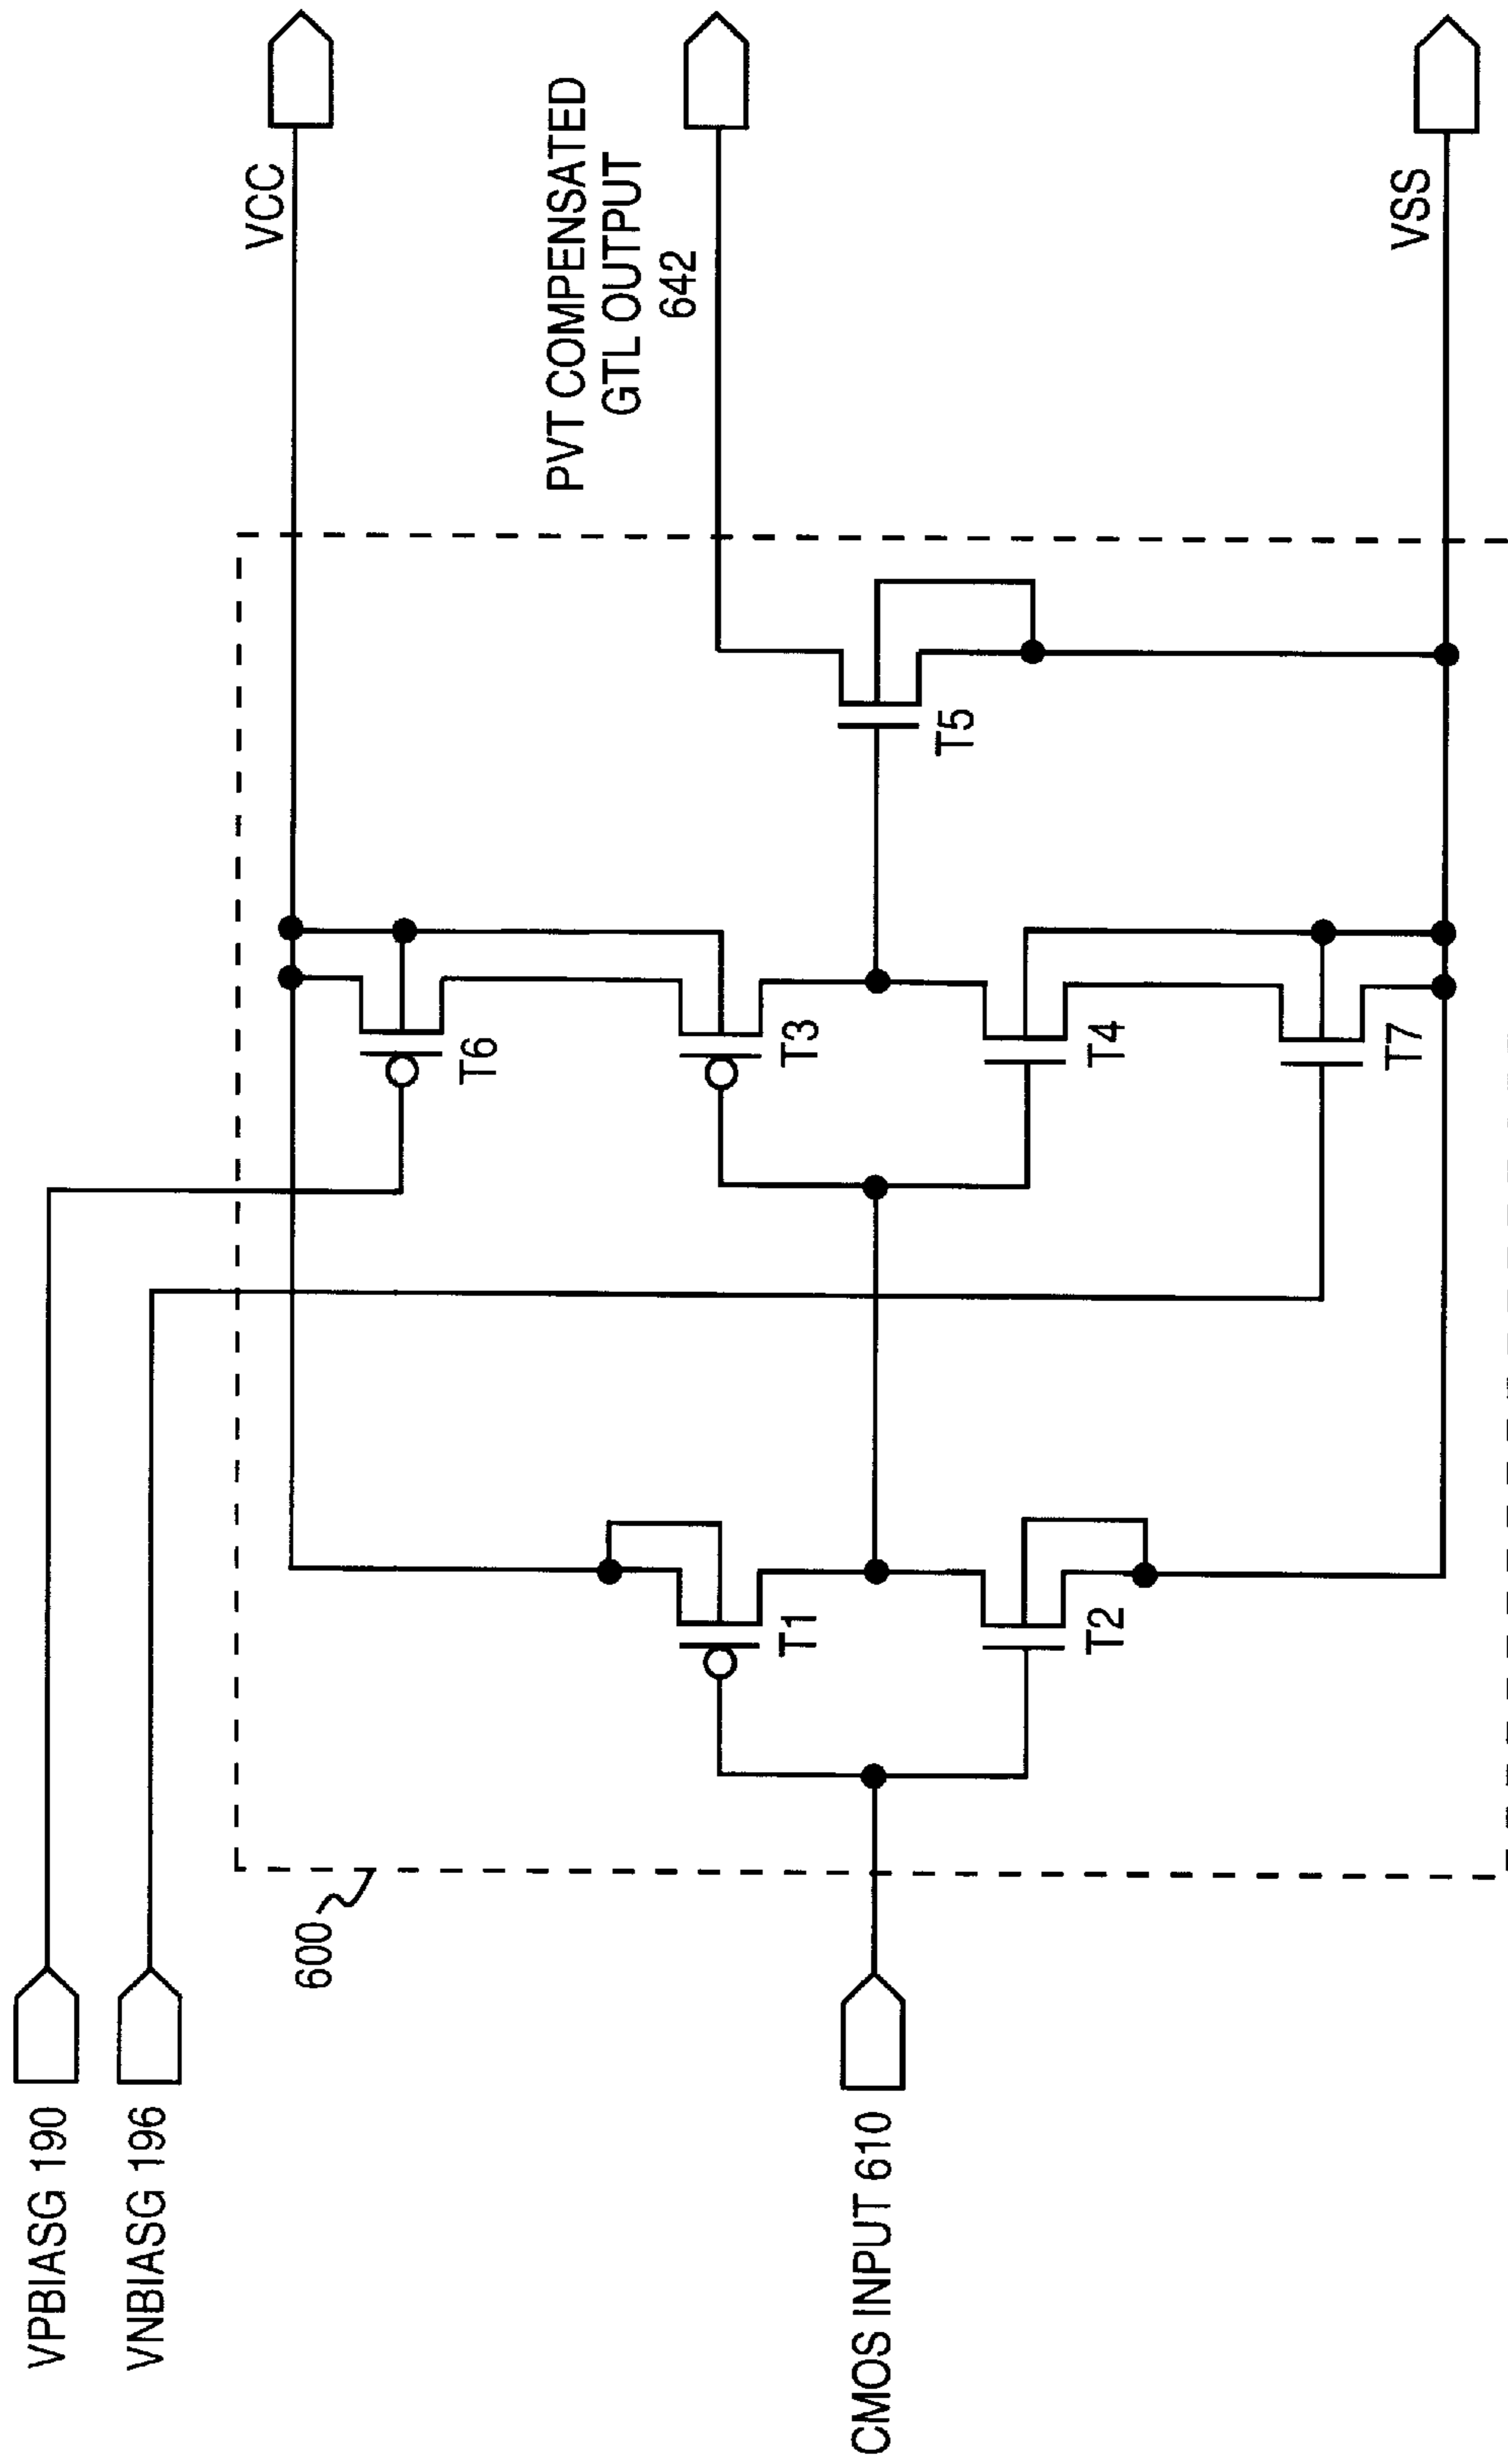 VPBIASG 190
VNBIASG 196
CMOS INPUT 610
600
T1
T2
T6
T3
T4
T7
T5
VCC
PVT COMPENSATED
GTL OUTPUT
642
VSS